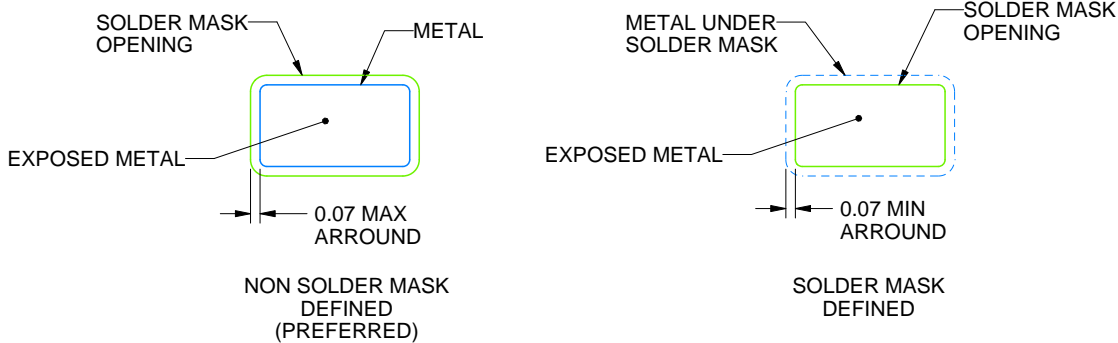 SOLDER MASK
OPENING
METAL
EXPOSED METAL
0.07 MAX
ARROUND
NON SOLDER MASK
DEFINED
(PREFERRED)
METAL UNDER
SOLDER MASK
SOLDER MASK
OPENING
EXPOSED METAL
0.07 MIN
ARROUND
SOLDER MASK
DEFINED